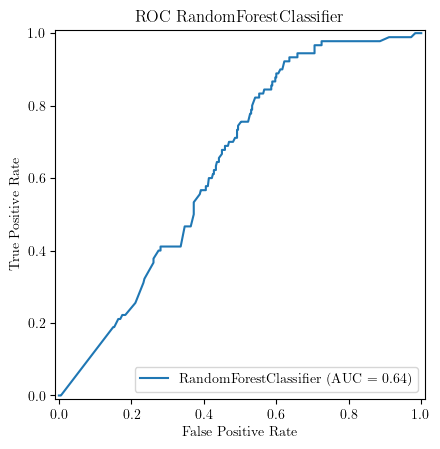 ROC RandomForestClassifier
1.0
0.8
0.6
0.4
0.2
0.0
True Positive Rate
RandomForestClassifier (AUC = 0.64)
0.0 0.2 0.4 0.6 0.8 1.0
False Positive Rate